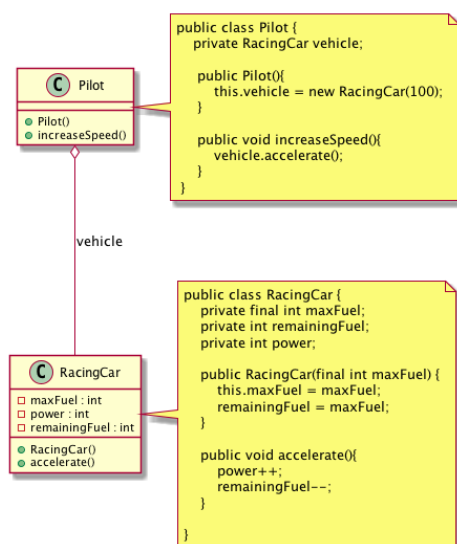 C Pilot
Pilot()
increaseSpeed()
public class Pilot {
private RacingCar vehicle;
public Pilot(){
this.vehicle = new RacingCar(100);
}
public void increaseSpeed(){
vehicle.accelerate();
}
}
vehicle
C RacingCar
maxFuel : int
power : int
remainingFuel : int
RacingCar()
accelerate()
public class RacingCar {
private final int maxFuel;
private int remainingFuel;
private int power;
public RacingCar(final int maxFuel) {
this.maxFuel = maxFuel;
remainingFuel = maxFuel;
}
public void accelerate(){
power++;
remainingFuel--;
}
}